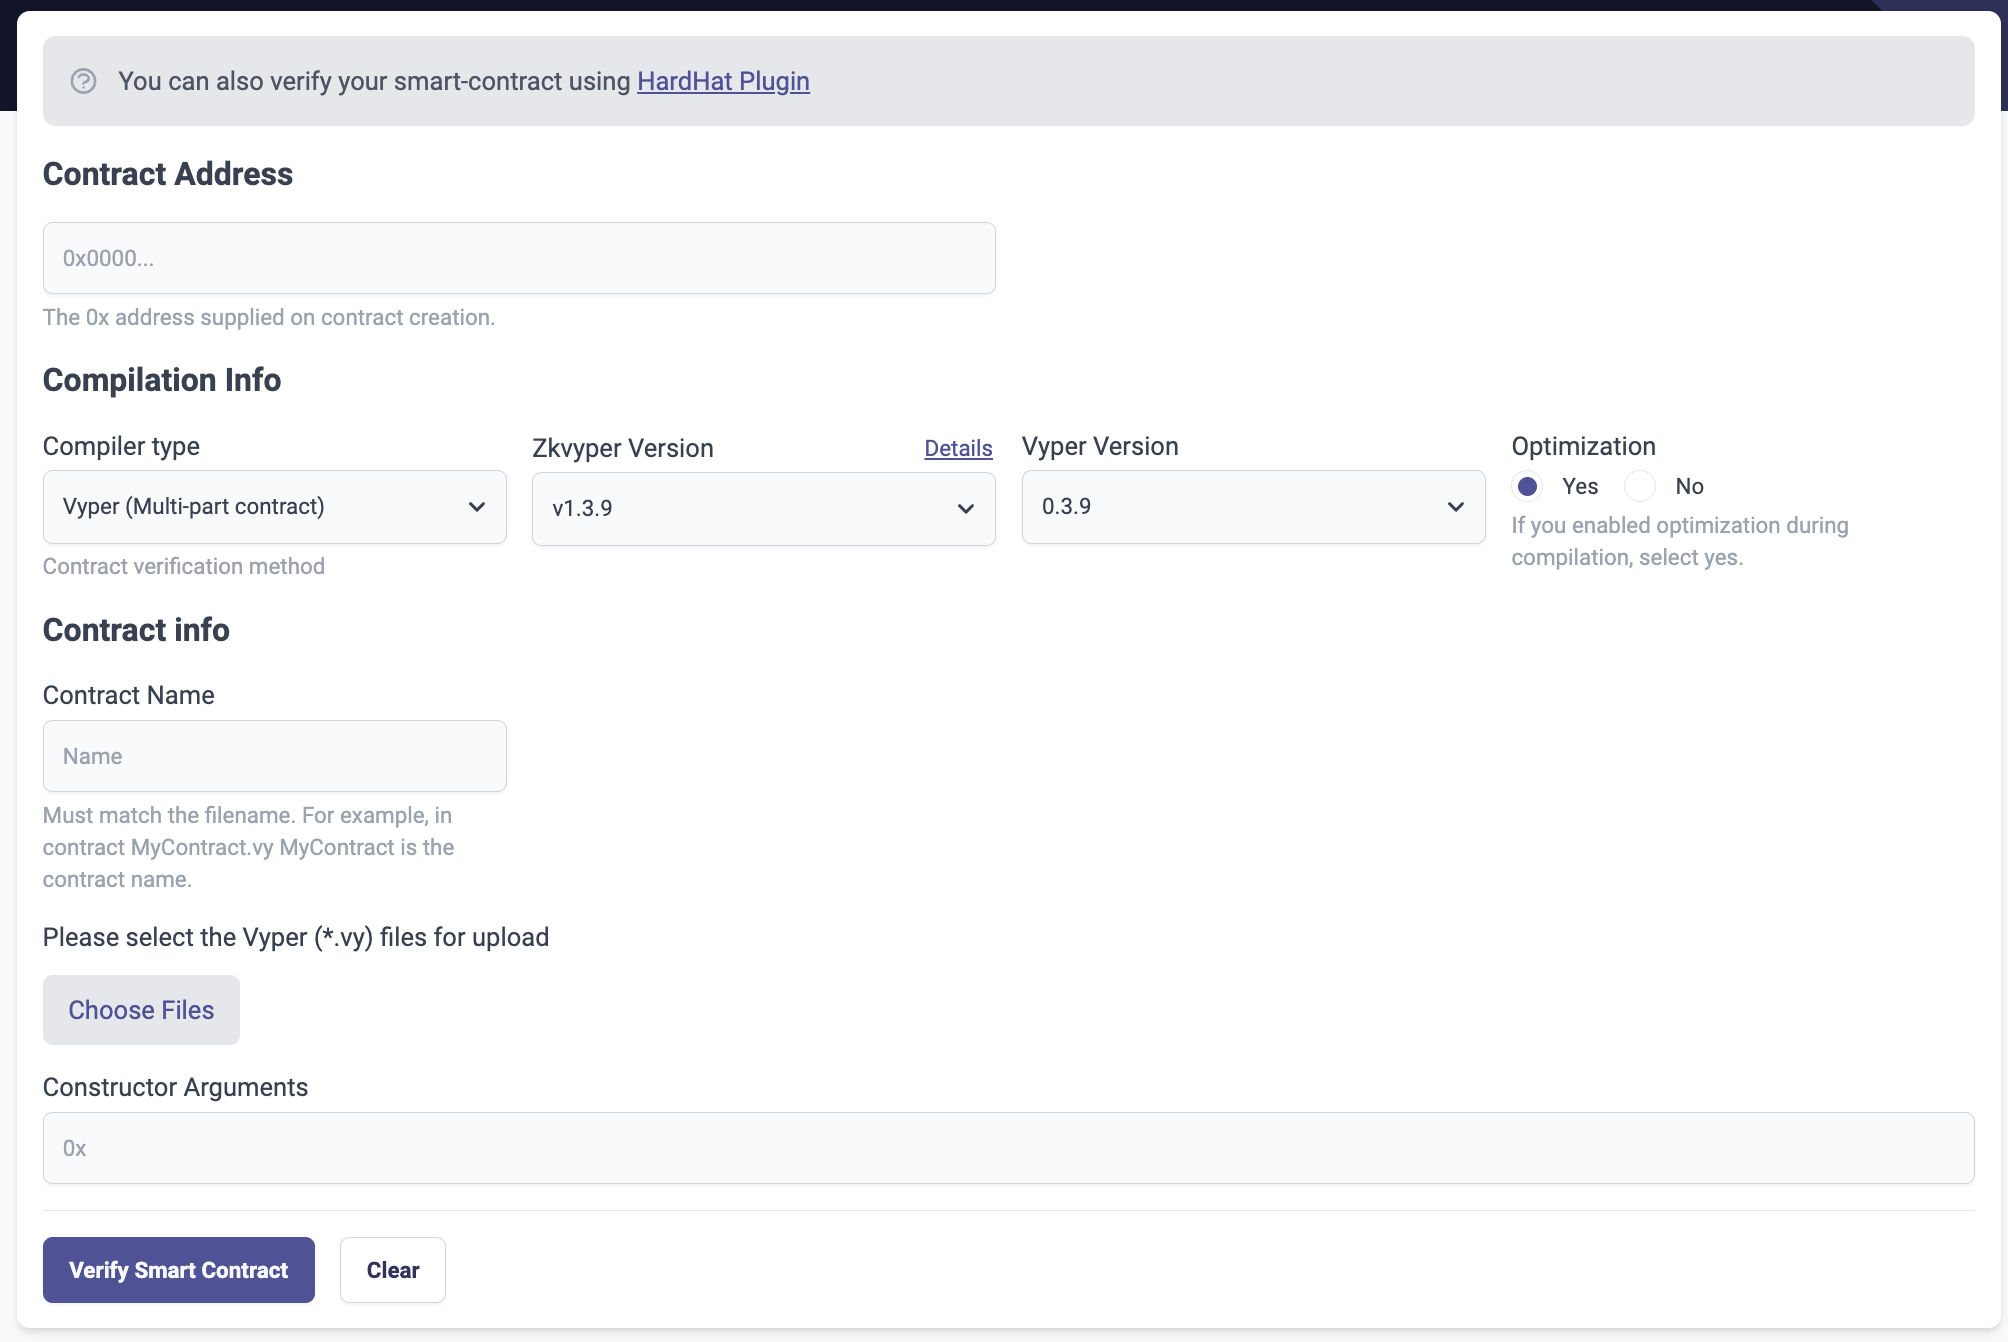 You can also verify your smart-contract using HardHat Plugin
Contract Address
0x0000...
The 0x address supplied on contract creation.
Compilation Info
Compiler type
Vyper (Multi-part contract)
Contract verification method
Zkvyper Version
Details
v1.3.9
Vyper Version
0.3.9
Optimization
Yes
No
If you enabled optimization during
compilation, select yes.
Contract info
Contract Name
Name
Must match the filename. For example, in
contract MyContract.vy MyContract is the
contract name.
Please select the Vyper (*.vy) files for upload
Choose Files
Constructor Arguments
0x
Verify Smart Contract
Clear